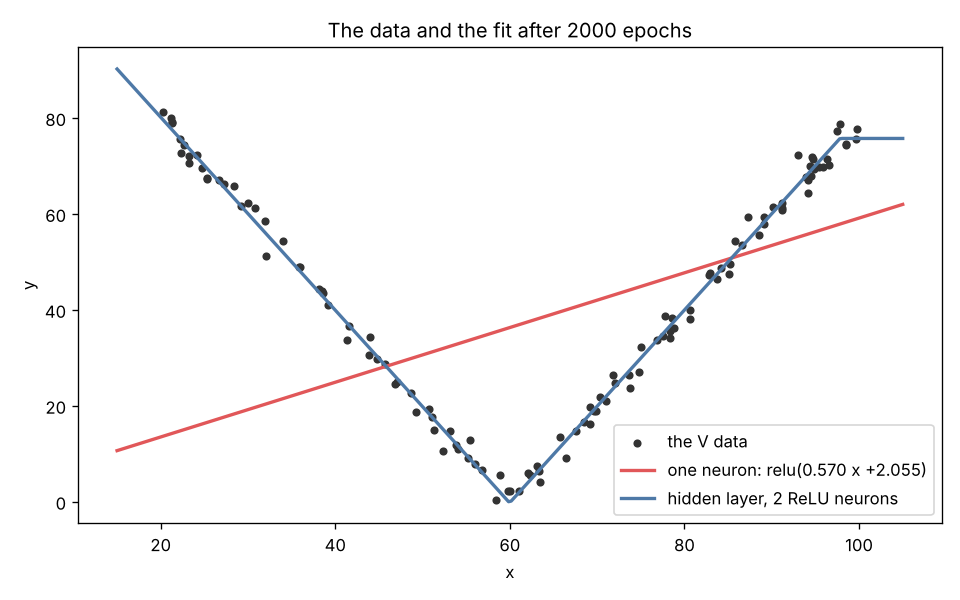 The data and the fit after 2000 epochs
y
80
60
40
20
0
20 40 60 80 100
x
the V data
one neuron: relu(0.570 x +2.055)
hidden layer, 2 ReLU neurons